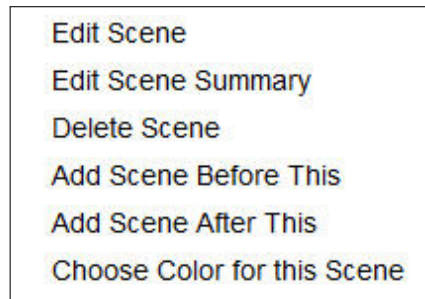 Edit Scene
Edit Scene Summary
Delete Scene
Add Scene Before This
Add Scene After This
Choose Color for this Scene